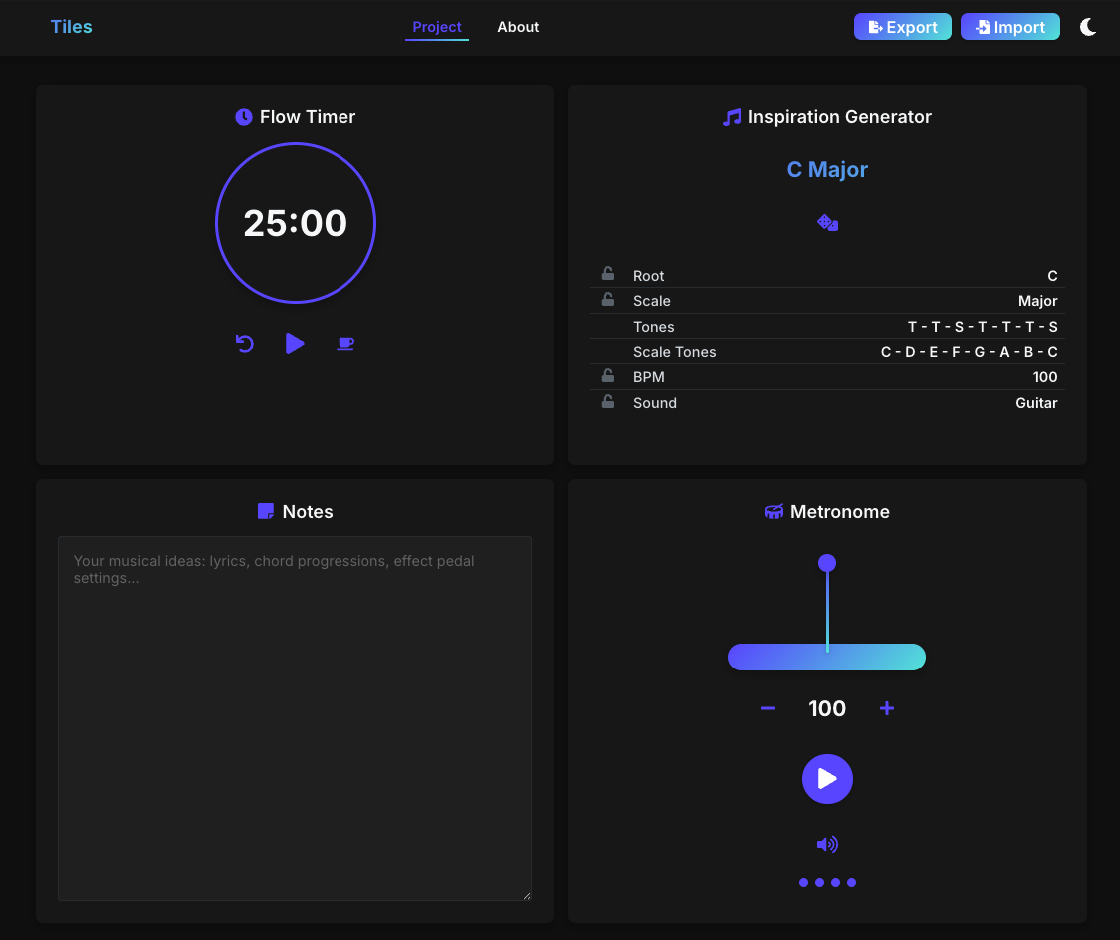 Tiles
Project
About
Export
Import
Flow Timer
25:00
Inspiration Generator
C Major
Root C
Scale Major
Tones T - T - S - T - T - T - S
Scale Tones C - D - E - F - G - A - B - C
BPM 100
Sound Guitar
Notes
Your musical ideas: lyrics, chord progressions, effect pedal
settings...
Metronome
100